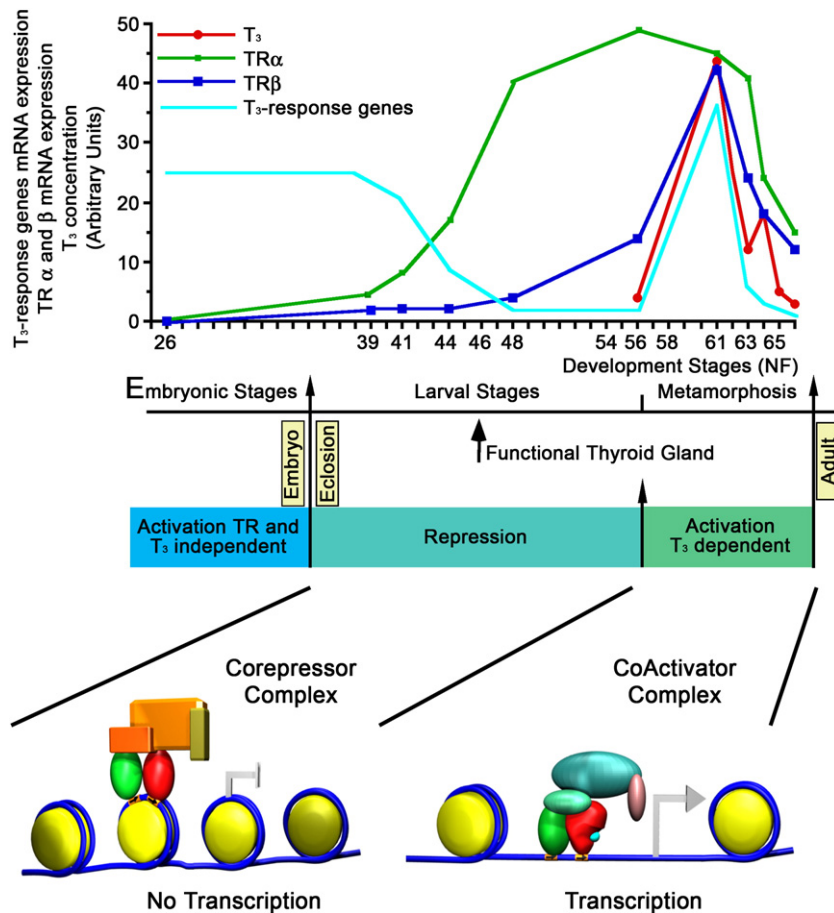 T₃-response genes mRNA expression
TR α and β mRNA expression
T₃ concentration
(Arbitrary Units)
50
40
30
20
10
0
T₃
TRα
TRβ
T₃-response genes
26 39 41 44 46 48 54 56 58 61 63 65
Development Stages (NF)
Embryonic Stages Larval Stages Metamorphosis
Functional Thyroid Gland
Embryo
Eclosion
Adult
Activation TR and
T₃ independent
Repression
Activation
T₃ dependent
Corepressor
Complex
CoActivator
Complex
No Transcription Transcription